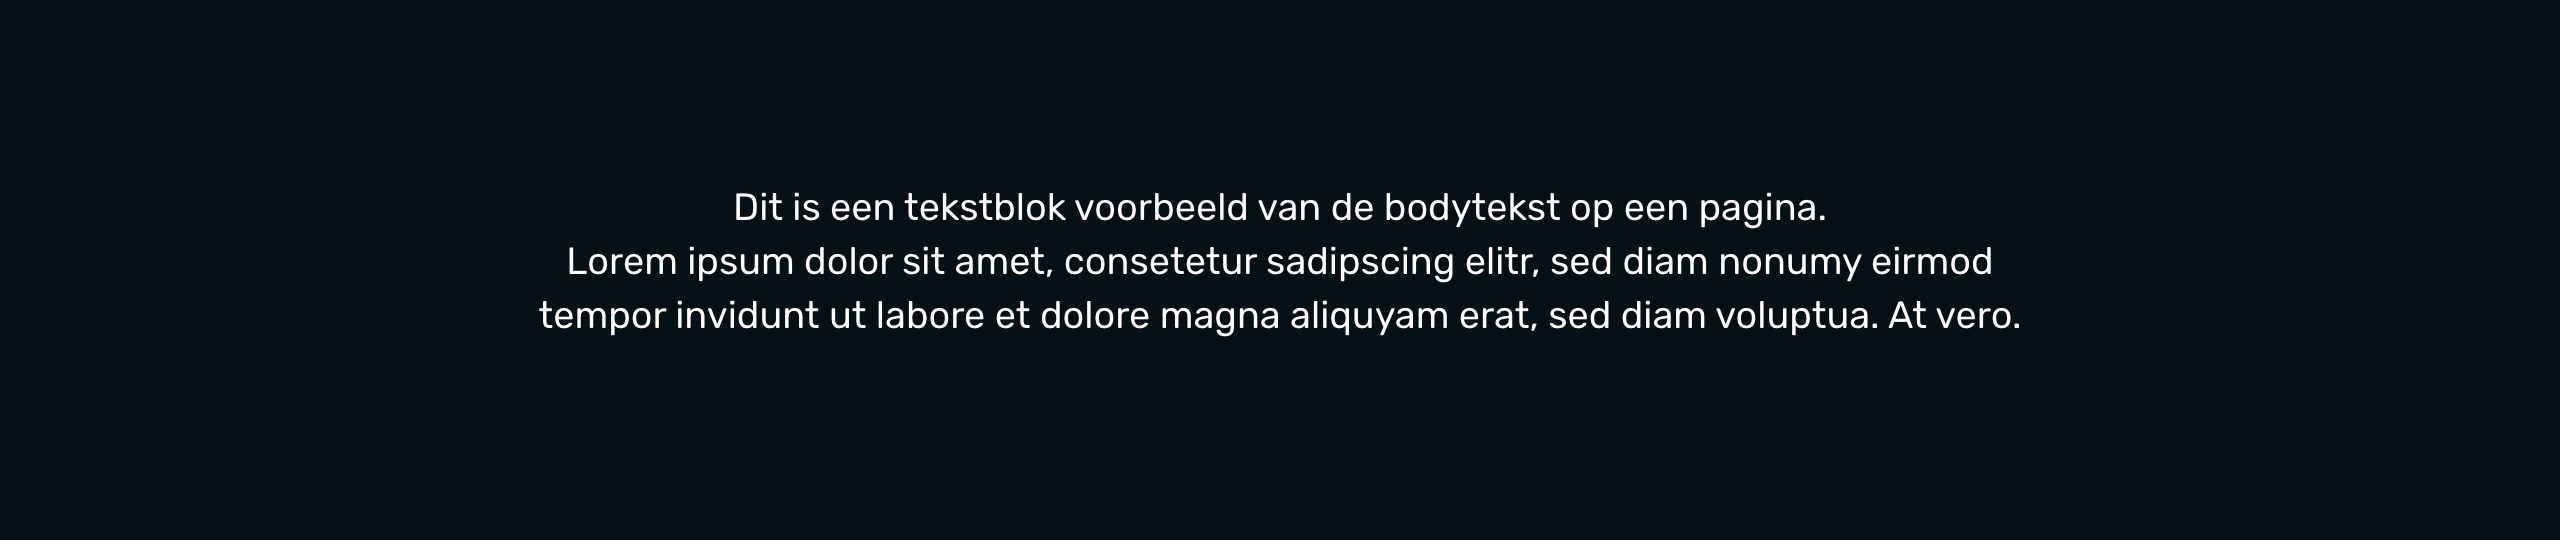 Dit is een tekstblok voorbeeld van de bodytekst op een pagina.
Lorem ipsum dolor sit amet, consetetur sadipscing elitr, sed diam nonumy eirmod
tempor invidunt ut labore et dolore magna aliquyam erat, sed diam voluptua. At vero.